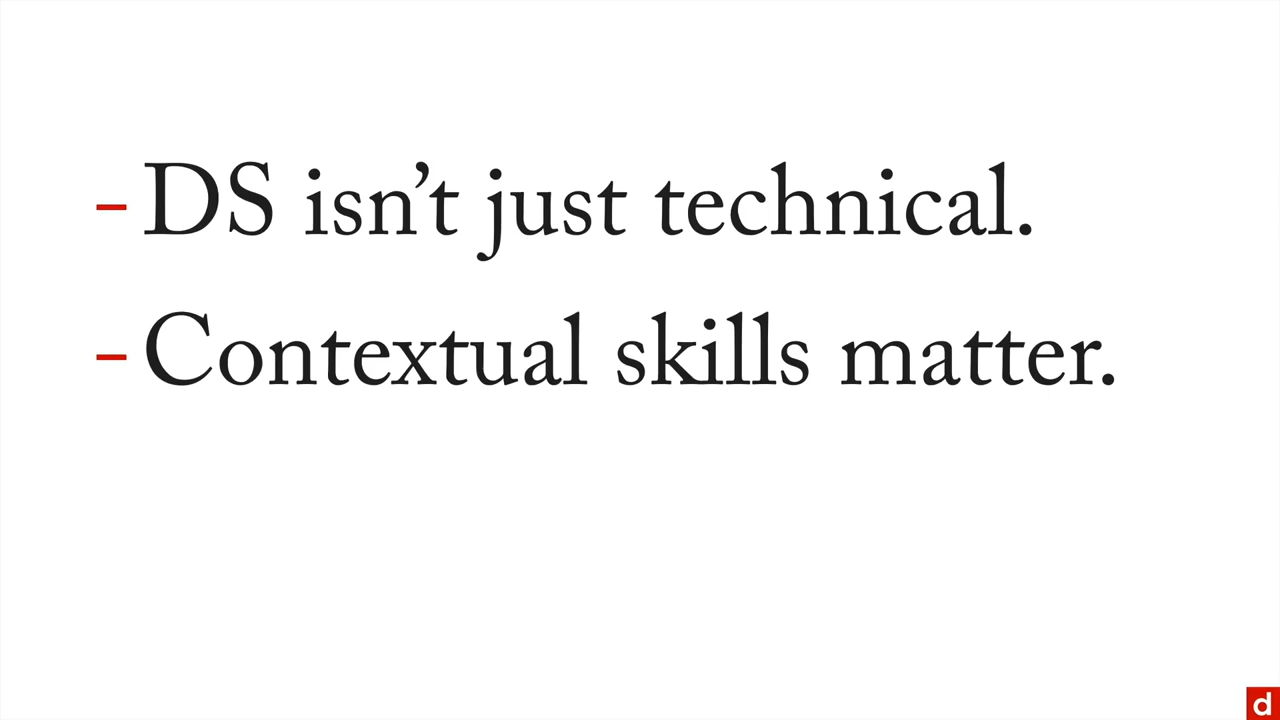 – DS isn’t just technical.
– Contextual skills matter.
d